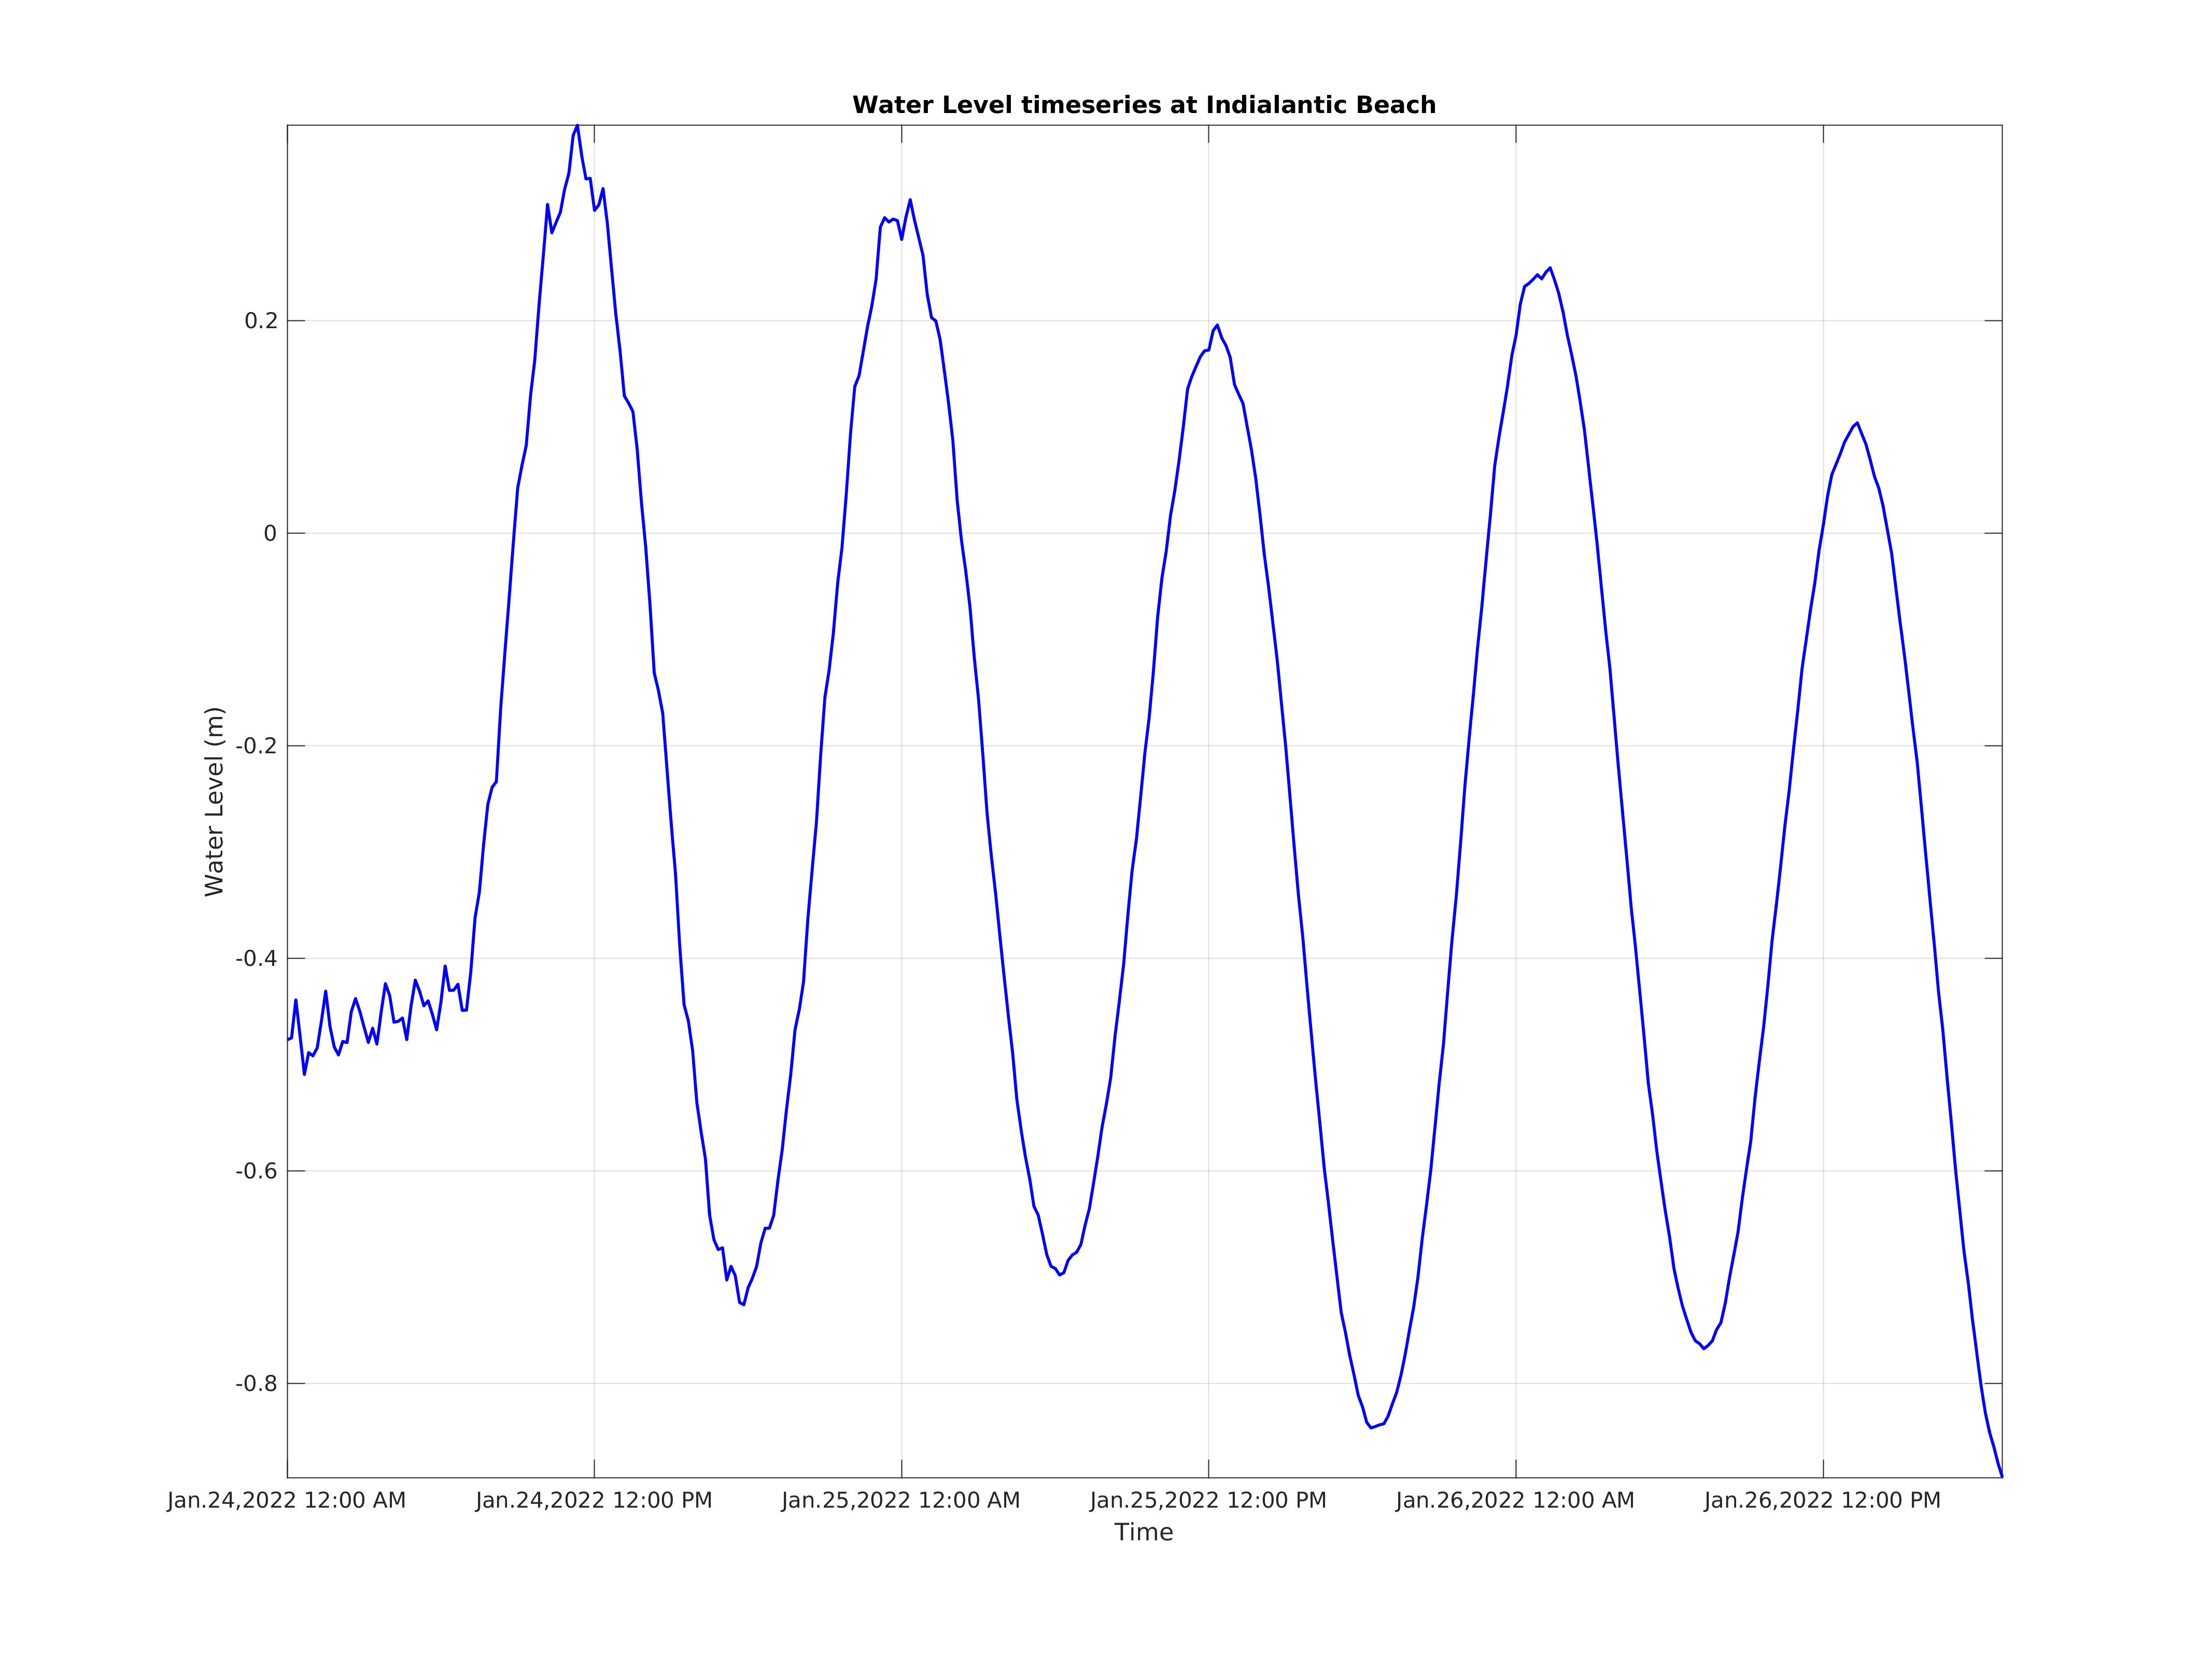 Water Level timeseries at Indialantic Beach
0.2
0
-0.2
-0.4
-0.6
-0.8
Water Level (m)
Jan.24,2022 12:00 AM
Jan.24,2022 12:00 PM
Jan.25,2022 12:00 AM
Jan.25,2022 12:00 PM
Jan.26,2022 12:00 AM
Jan.26,2022 12:00 PM
Time